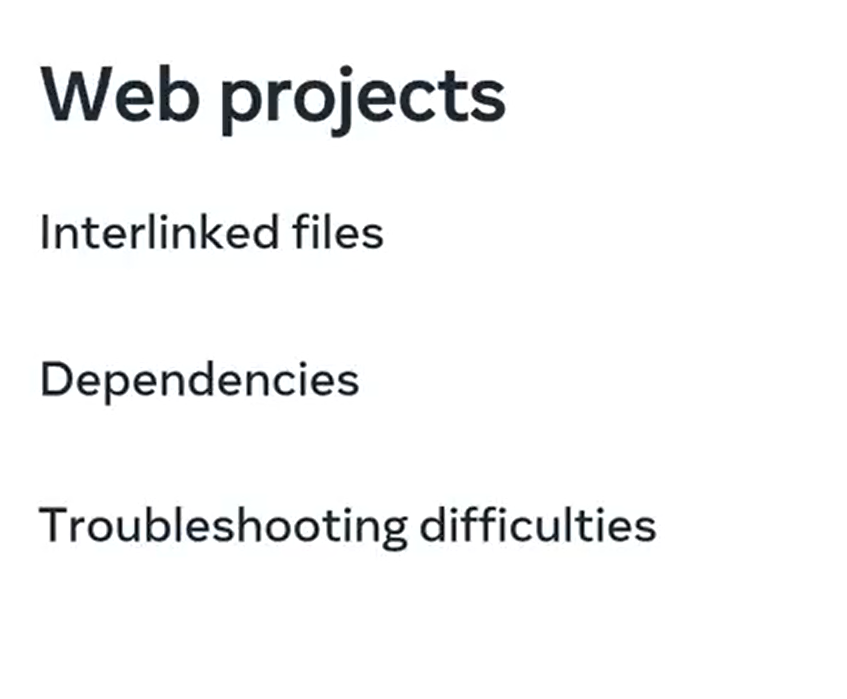 Web projects
Interlinked files
Dependencies
Troubleshooting difficulties